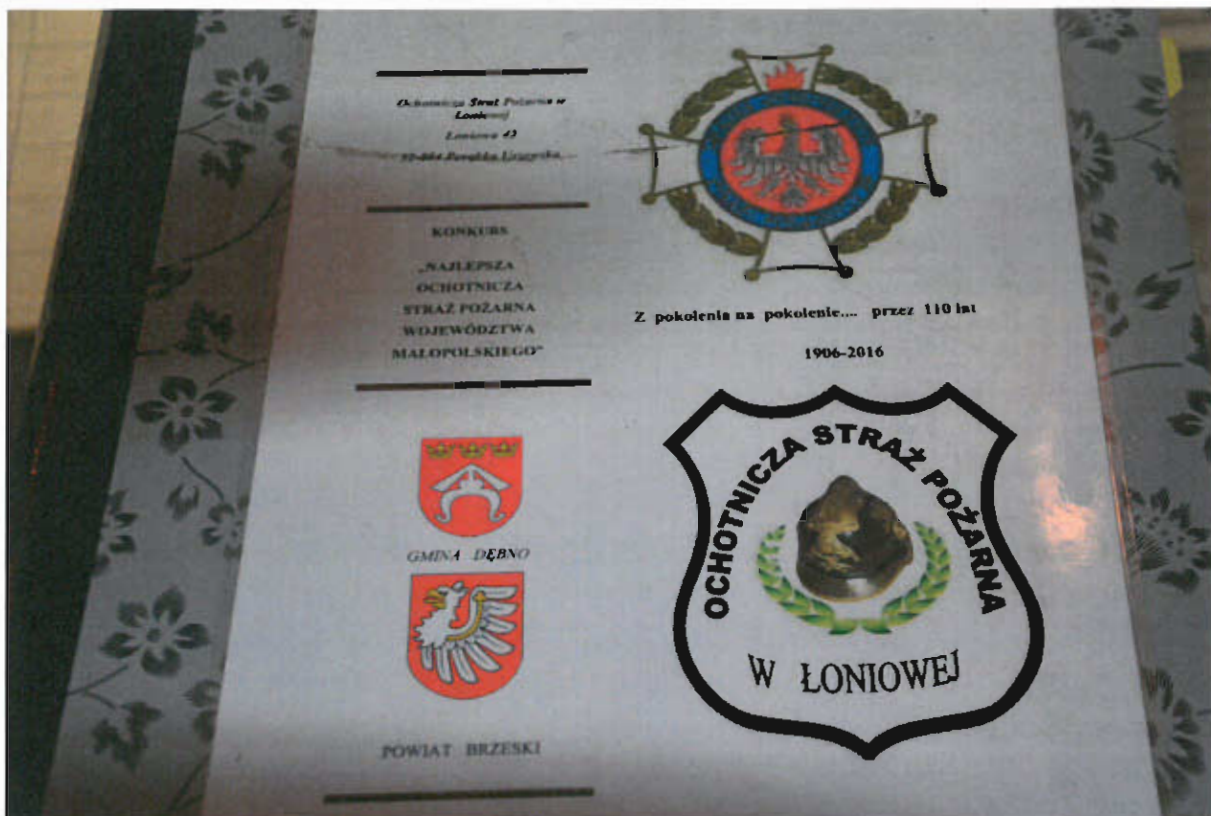 Ochotnicza Straż Pożarna w
Łoniowej
Łoniowa 43
KONKURS
„NAJLEPSZA
OCHOTNICZA
STRAŻ POŻARNA
WOJEWÓDZTWA
MAŁOPOLSKIEGO"
GMINA DĘBNO
POWIAT BRZESKI
Z pokolenia na pokolenie.... przez 110 lat
1906-2016
OCHOTNICZA STRAŻ POŻARNA
W ŁONIOWEJ